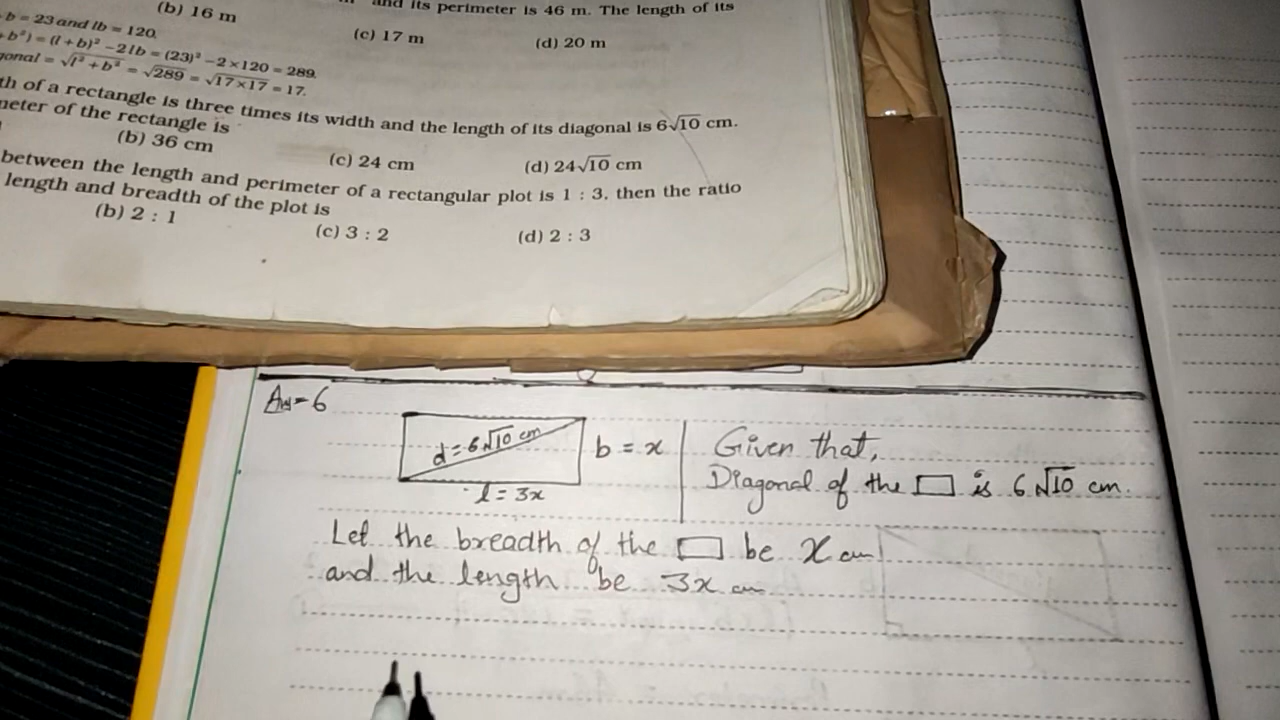 and its perimeter is 46 m. The length of its
(b) 16 m
(c) 17 m
(d) 20 m
b = 23 and lb = 120.
b²) = (l + b)² − 2lb = (23)² − 2 × 120 = 289.
gonal = √l² + b² = √289 = √17×17 = 17.
th of a rectangle is three times its width and the length of its diagonal is 6√10 cm.
meter of the rectangle is
(b) 36 cm
(c) 24 cm
(d) 24√10 cm
between the length and perimeter of a rectangular plot is 1 : 3, then the ratio
length and breadth of the plot is
(b) 2 : 1
(c) 3 : 2
(d) 2 : 3
6
d = 6√10 cm
b = x
l = 3x
Given that,
Diagonal of the ▭ is 6√10 cm.
Let the breadth of the ▭ be x cm
and the length be 3x cm